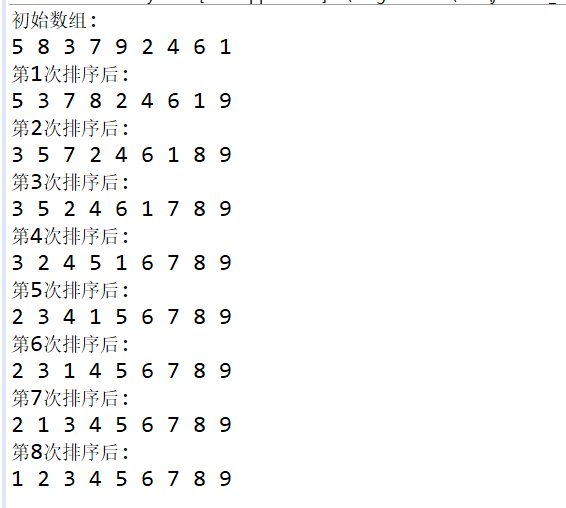 初始数组:
5 8 3 7 9 2 4 6 1
第1次排序后:
5 3 7 8 2 4 6 1 9
第2次排序后:
3 5 7 2 4 6 1 8 9
第3次排序后:
3 5 2 4 6 1 7 8 9
第4次排序后:
3 2 4 5 1 6 7 8 9
第5次排序后:
2 3 4 1 5 6 7 8 9
第6次排序后:
2 3 1 4 5 6 7 8 9
第7次排序后:
2 1 3 4 5 6 7 8 9
第8次排序后:
1 2 3 4 5 6 7 8 9